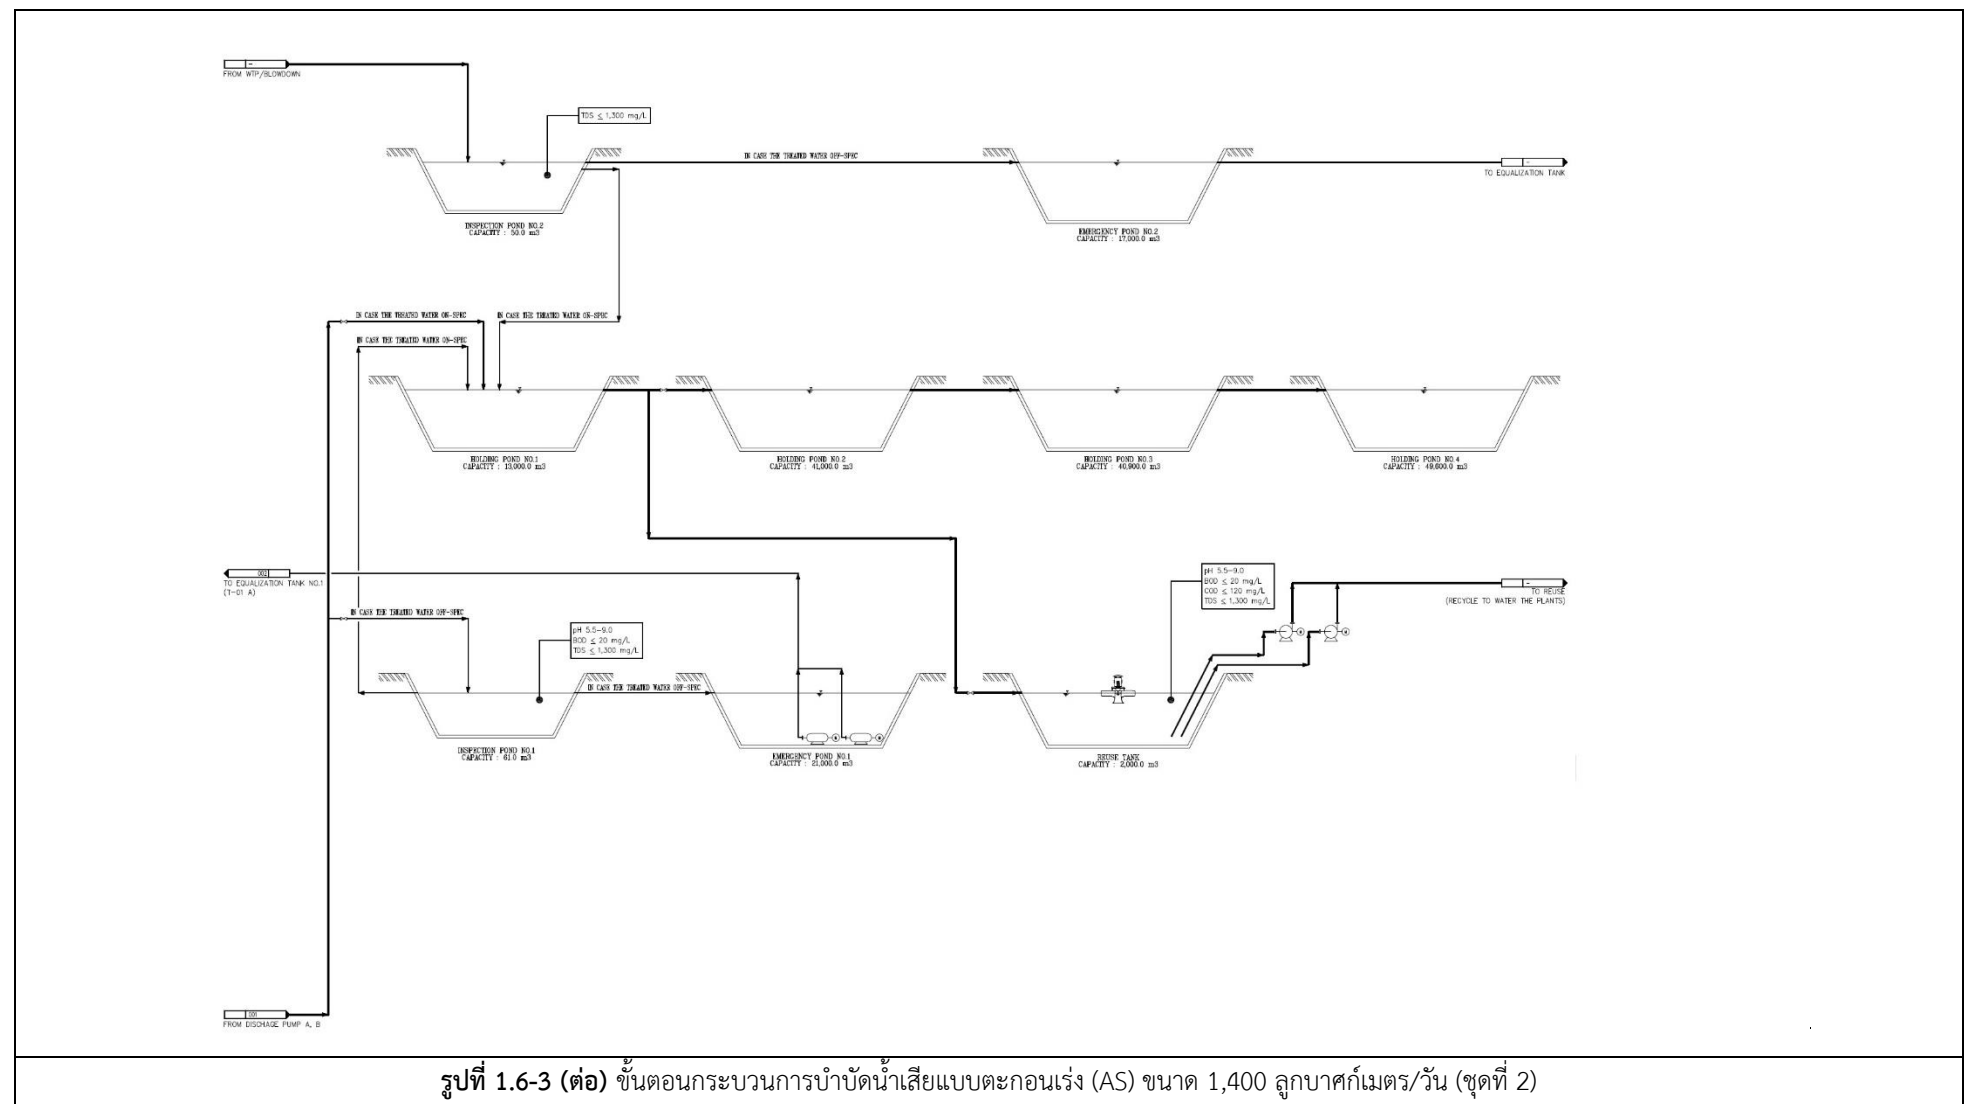 -
FROM WTP/BLOWDOWN
TDS ≤ 1,300 mg/L
IN CASE THE TREATED WATER OFF-SPEC
-
TO EQUALIZATION TANK
INSPECTION POND NO.2
CAPACITY : 50.0 m3
EMERGENCY POND NO.2
CAPACITY : 17,000.0 m3
IN CASE THE TREATED WATER ON-SPEC
IN CASE THE TREATED WATER ON-SPEC
IN CASE THE TREATED WATER ON-SPEC
HOLDING POND NO.1
CAPACITY : 13,000.0 m3
HOLDING POND NO.2
CAPACITY : 41,000.0 m3
HOLDING POND NO.3
CAPACITY : 40,900.0 m3
HOLDING POND NO.4
CAPACITY : 49,600.0 m3
002
TO EQUALIZATION TANK NO.1
(T-01 A)
IN CASE THE TREATED WATER OFF-SPEC
pH 5.5-9.0
BOD ≤ 20 mg/L
TDS ≤ 1,300 mg/L
pH 5.5-9.0
BOD ≤ 20 mg/L
COD ≤ 120 mg/L
TDS ≤ 1,300 mg/L
-
TO REUSE
(RECYCLE TO WATER THE PLANTS)
IN CASE THE TREATED WATER OFF-SPEC
INSPECTION POND NO.1
CAPACITY : 61.0 m3
EMERGENCY POND NO.1
CAPACITY : 21,000.0 m3
REUSE TANK
CAPACITY : 2,000.0 m3
001
FROM DISCHAGE PUMP A, B
รูปที่ 1.6-3 (ต่อ) ขั้นตอนกระบวนการบำบัดน้ำเสียแบบตะกอนเร่ง (AS) ขนาด 1,400 ลูกบาศก์เมตร/วัน (ชุดที่ 2)